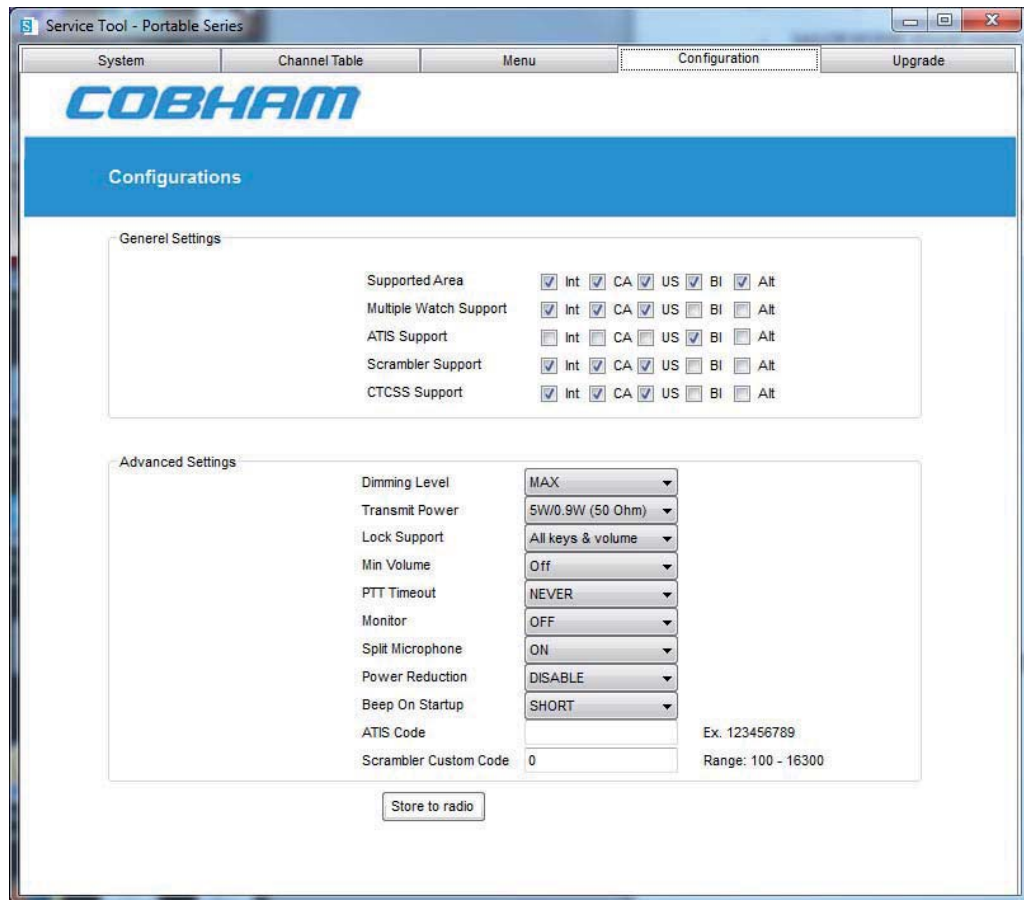 Service Tool - Portable Series
System Channel Table Menu Configuration Upgrade
COBHAM
Configurations
Generel Settings
Supported Area Int CA US BI Alt
Multiple Watch Support Int CA US BI Alt
ATIS Support Int CA US BI Alt
Scrambler Support Int CA US BI Alt
CTCSS Support Int CA US BI Alt
Advanced Settings
Dimming Level MAX
Transmit Power 5W/0.9W (50 Ohm)
Lock Support All keys & volume
Min Volume Off
PTT Timeout NEVER
Monitor OFF
Split Microphone ON
Power Reduction DISABLE
Beep On Startup SHORT
ATIS Code Ex. 123456789
Scrambler Custom Code 0 Range: 100 - 16300
Store to radio